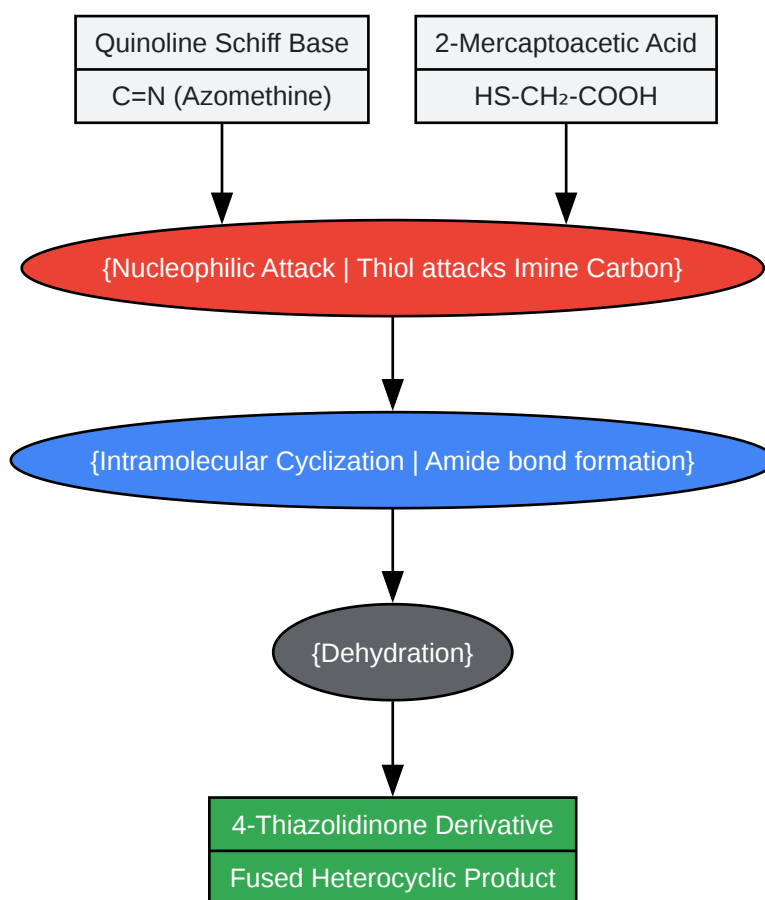 Quinoline Schiff Base
C=N (Azomethine)
2-Mercaptoacetic Acid
HS-CH₂-COOH
{Nucleophilic Attack | Thiol attacks Imine Carbon}
{Intramolecular Cyclization | Amide bond formation}
{Dehydration}
4-Thiazolidinone Derivative
Fused Heterocyclic Product